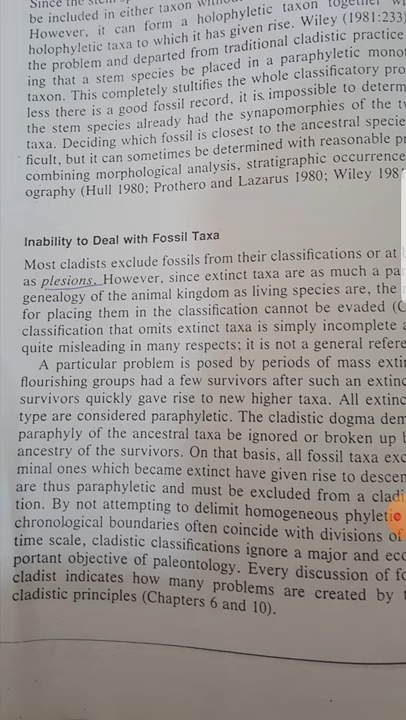 be included in either taxon
However, it can form a holophyletic taxon together
holophyletic taxa to which it has given rise. Wiley (1981:233)
the problem and departed from traditional cladistic practice
ing that a stem species be placed in a paraphyletic
taxon. This completely stultifies the whole classificatory pro
less there is a good fossil record, it is impossible to determ
the stem species already had the synapomorphies of the t
taxa. Deciding which fossil is closest to the ancestral specie
ficult, but it can sometimes be determined with reasonable
combining morphological analysis, stratigraphic occurrence
ography (Hull 1980; Prothero and Lazarus 1980; Wiley 198
Inability to Deal with Fossil Taxa
Most cladists exclude fossils from their classifications or at
as plesions. However, since extinct taxa are as much a pa
genealogy of the animal kingdom as living species are, the
for placing them in the classification cannot be evaded (C
classification that omits extinct taxa is simply incomplete a
quite misleading in many respects; it is not a general refere
A particular problem is posed by periods of mass extin
flourishing groups had a few survivors after such an extinc
survivors quickly gave rise to new higher taxa. All extinc
type are considered paraphyletic. The cladistic dogma dem
paraphyly of the ancestral taxa be ignored or broken up b
ancestry of the survivors. On that basis, all fossil taxa exc
minal ones which became extinct have given rise to descen
are thus paraphyletic and must be excluded from a cladi
tion. By not attempting to delimit homogeneous phyletic
chronological boundaries often coincide with divisions of
time scale, cladistic classifications ignore a major and
portant objective of paleontology. Every discussion of fo
cladist indicates how many problems are created by t
cladistic principles (Chapters 6 and 10).